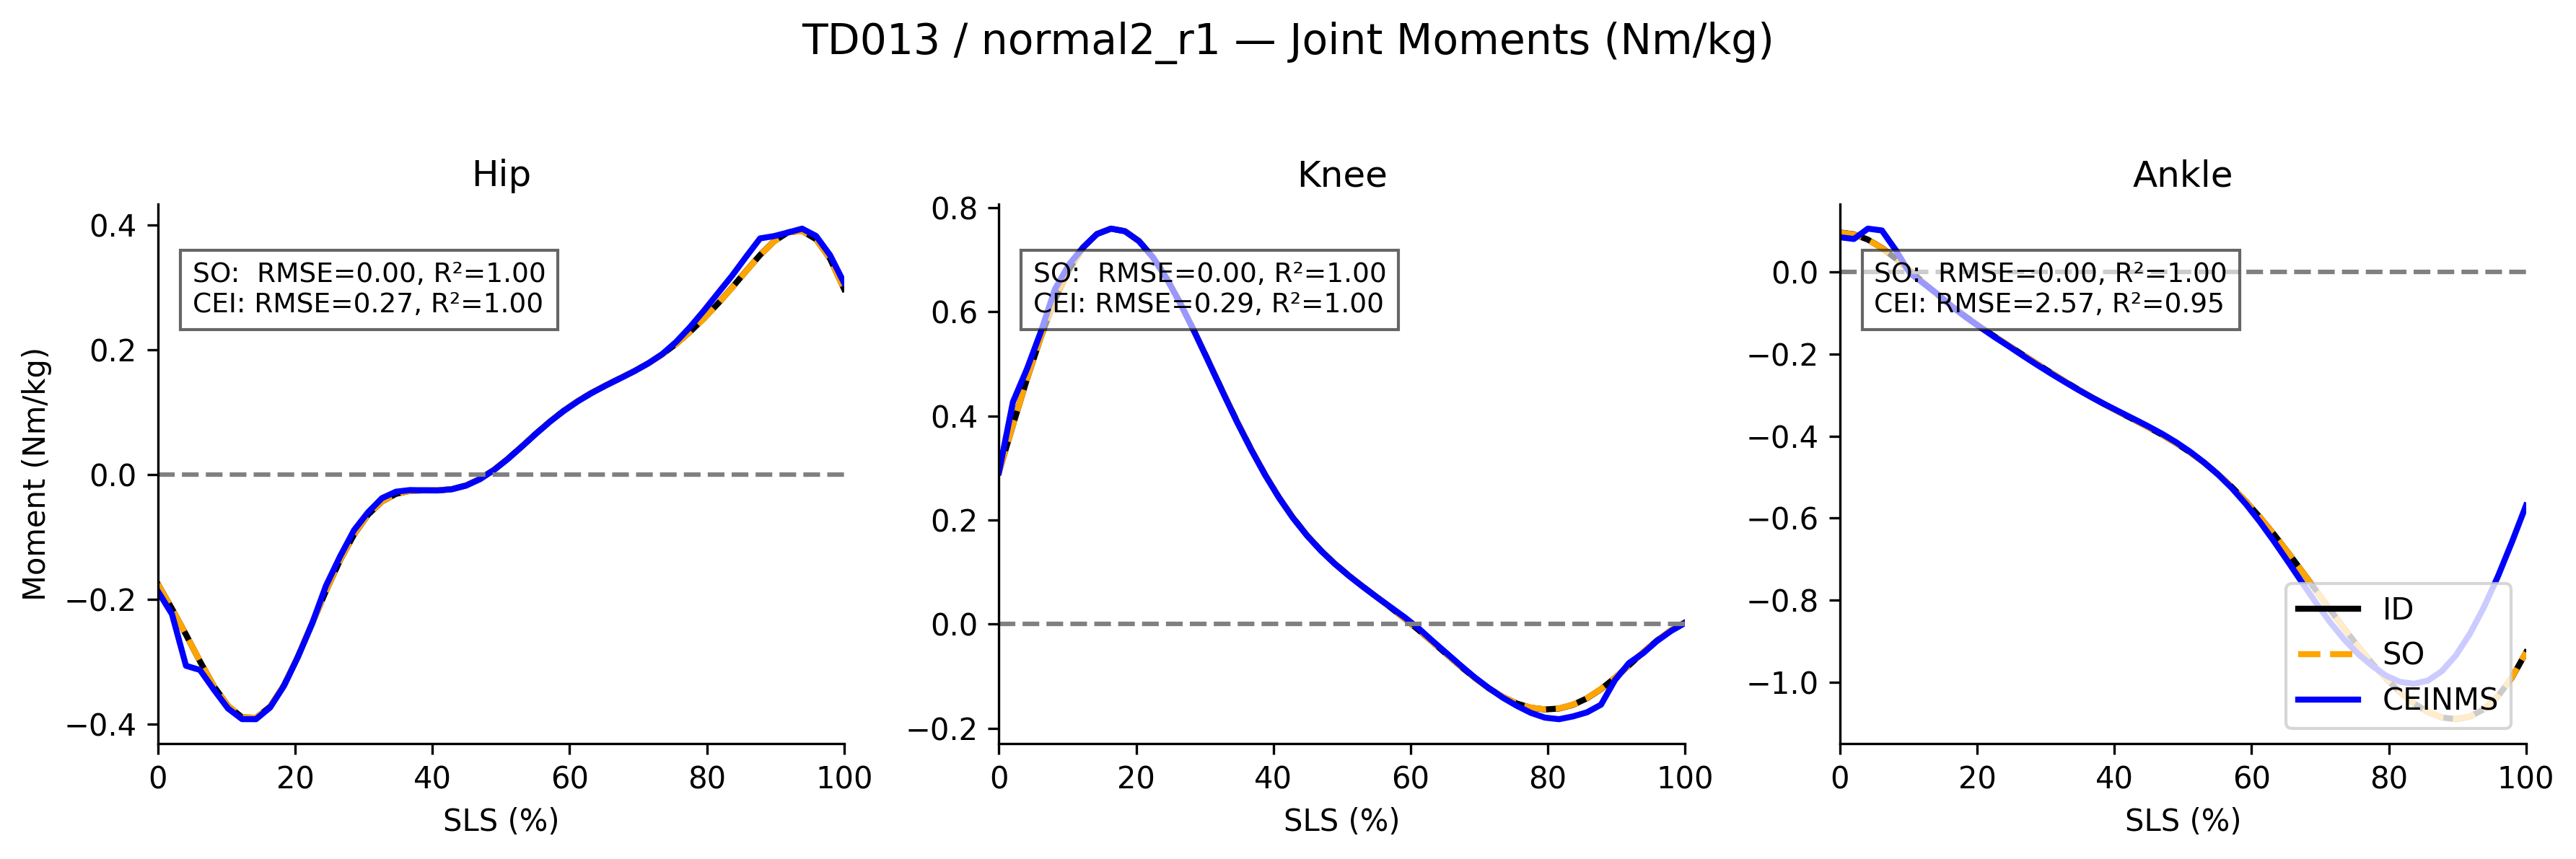 TD013 / normal2_r1 — Joint Moments (Nm/kg)
Hip
Knee
Ankle
Moment (Nm/kg)
0.4
0.2
0.0
−0.2
−0.4
SO:  RMSE=0.00, R²=1.00
CEI: RMSE=0.27, R²=1.00
0 20 40 60 80 100
SLS (%)
0.8
0.6
0.4
0.2
0.0
−0.2
SO:  RMSE=0.00, R²=1.00
CEI: RMSE=0.29, R²=1.00
0 20 40 60 80 100
SLS (%)
0.0
−0.2
−0.4
−0.6
−0.8
−1.0
SO:  RMSE=0.00, R²=1.00
CEI: RMSE=2.57, R²=0.95
ID
SO
CEINMS
0 20 40 60 80 100
SLS (%)